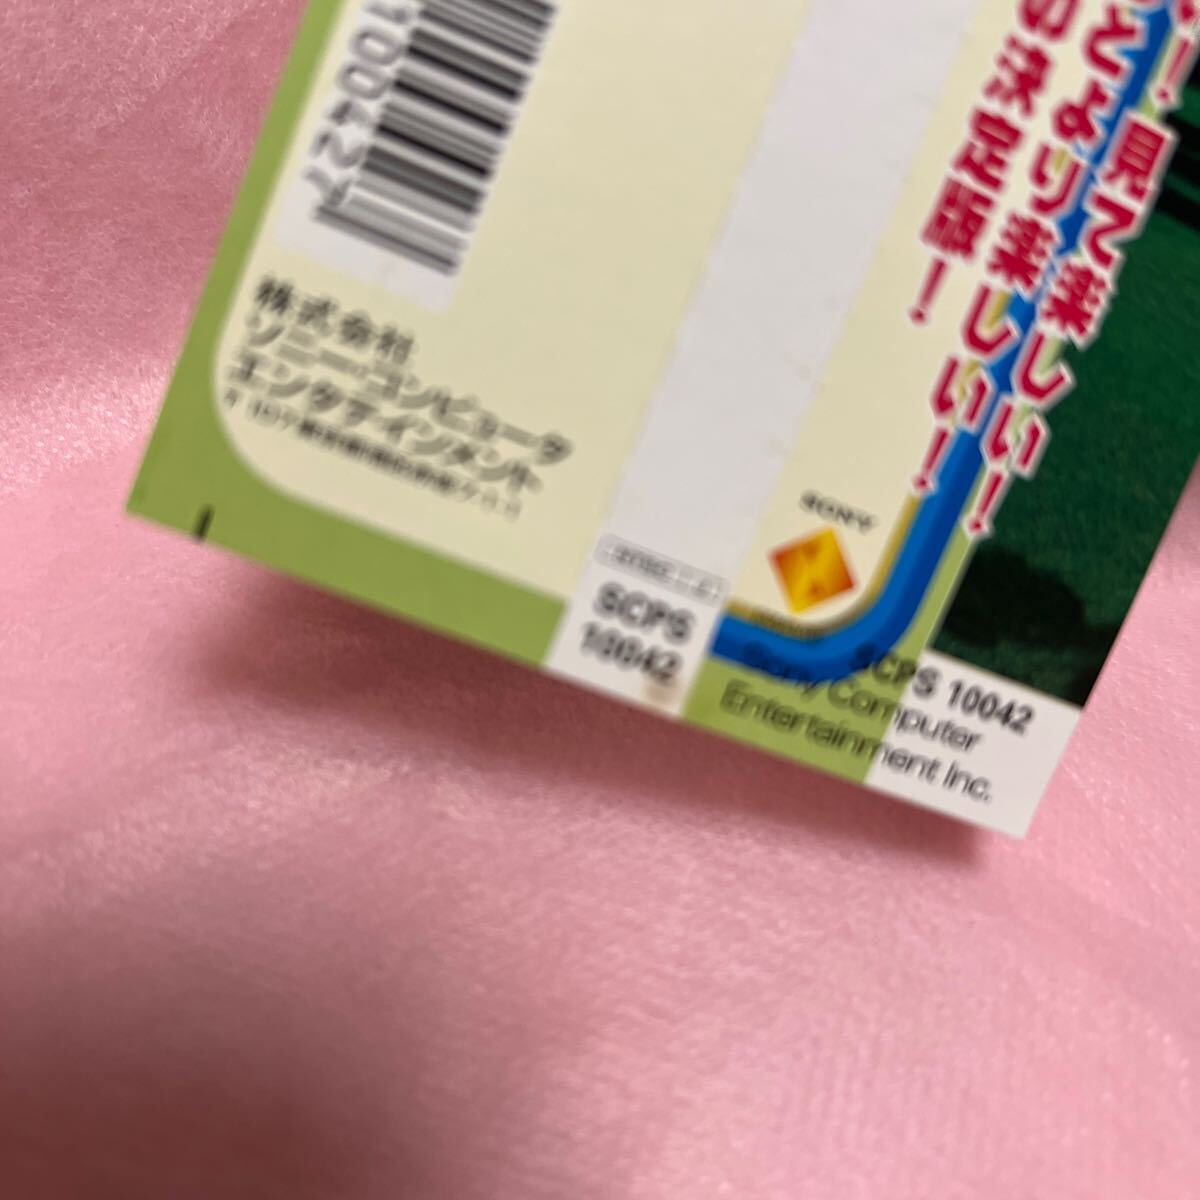 100427
株式会社
ソニー・コンピュータ
エンタテインメント
SCPS
10042
SONY
SCPS 10042
Sony Computer
Entertainment Inc.
！見て楽しい！
とより楽しい！
の決定版！